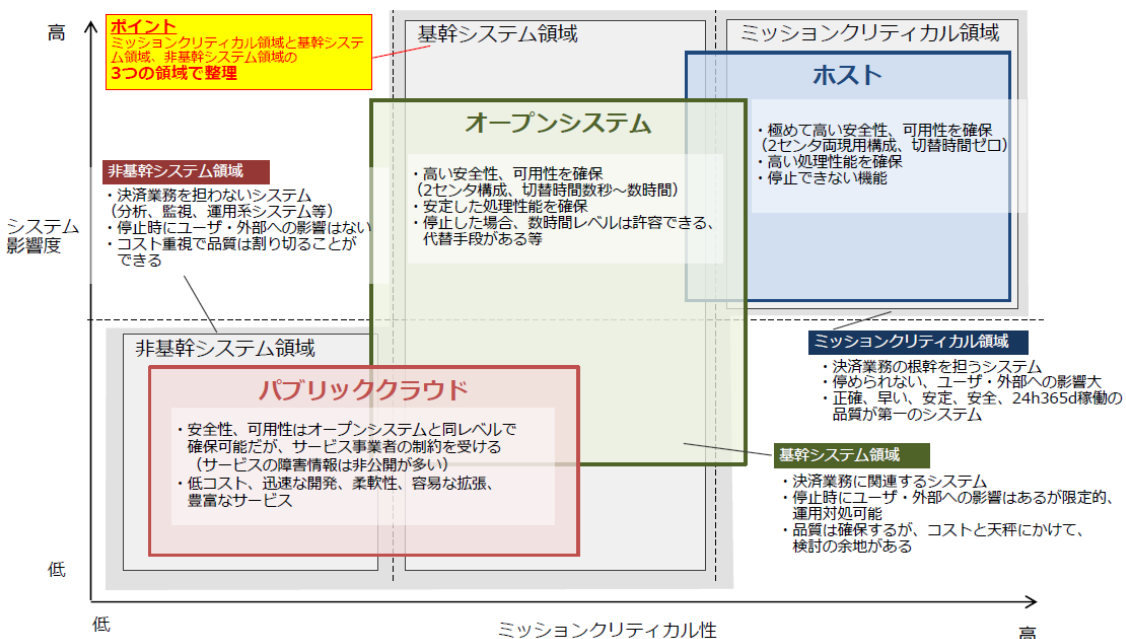 高
ポイント
ミッションクリティカル領域と基幹システ
ム領域、非基幹システム領域の
3つの領域で整理
基幹システム領域
ミッションクリティカル領域
ホスト
・極めて高い安全性、可用性を確保
（2センタ両現用構成、切替時間ゼロ）
・高い処理性能を確保
・停止できない機能
オープンシステム
・高い安全性、可用性を確保
（2センタ構成、切替時間数秒～数時間）
・安定した処理性能を確保
・停止した場合、数時間レベルは許容できる、
代替手段がある等
非基幹システム領域
・決済業務を担わないシステム
（分析、監視、運用系システム等）
・停止時にユーザ・外部への影響はない
・コスト重視で品質は割り切ることが
できる
システム
影響度
非基幹システム領域
パブリッククラウド
・安全性、可用性はオープンシステムと同レベルで
確保可能だが、サービス事業者の制約を受ける
（サービスの障害情報は非公開が多い）
・低コスト、迅速な開発、柔軟性、容易な拡張、
豊富なサービス
ミッションクリティカル領域
・決済業務の根幹を担うシステム
・停められない、ユーザ・外部への影響大
・正確、早い、安定、安全、24h365d稼働の
品質が第一のシステム
基幹システム領域
・決済業務に関連するシステム
・停止時にユーザ・外部への影響はあるが限定的、
運用対処可能
・品質は確保するが、コストと天秤にかけて、
検討の余地がある
低
低
ミッションクリティカル性
高